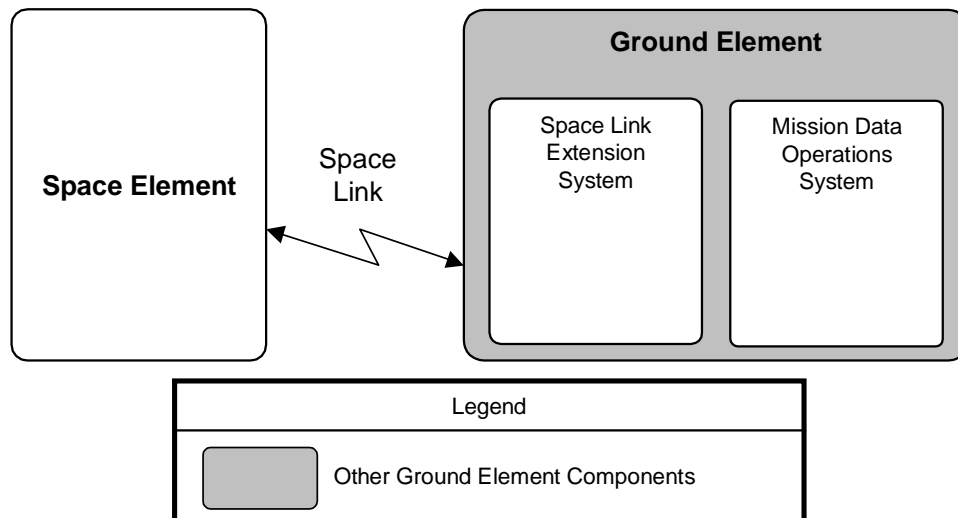 Space Element
Space
Link
Ground Element
Space Link
Extension
System
Mission Data
Operations
System
Legend
Other Ground Element Components